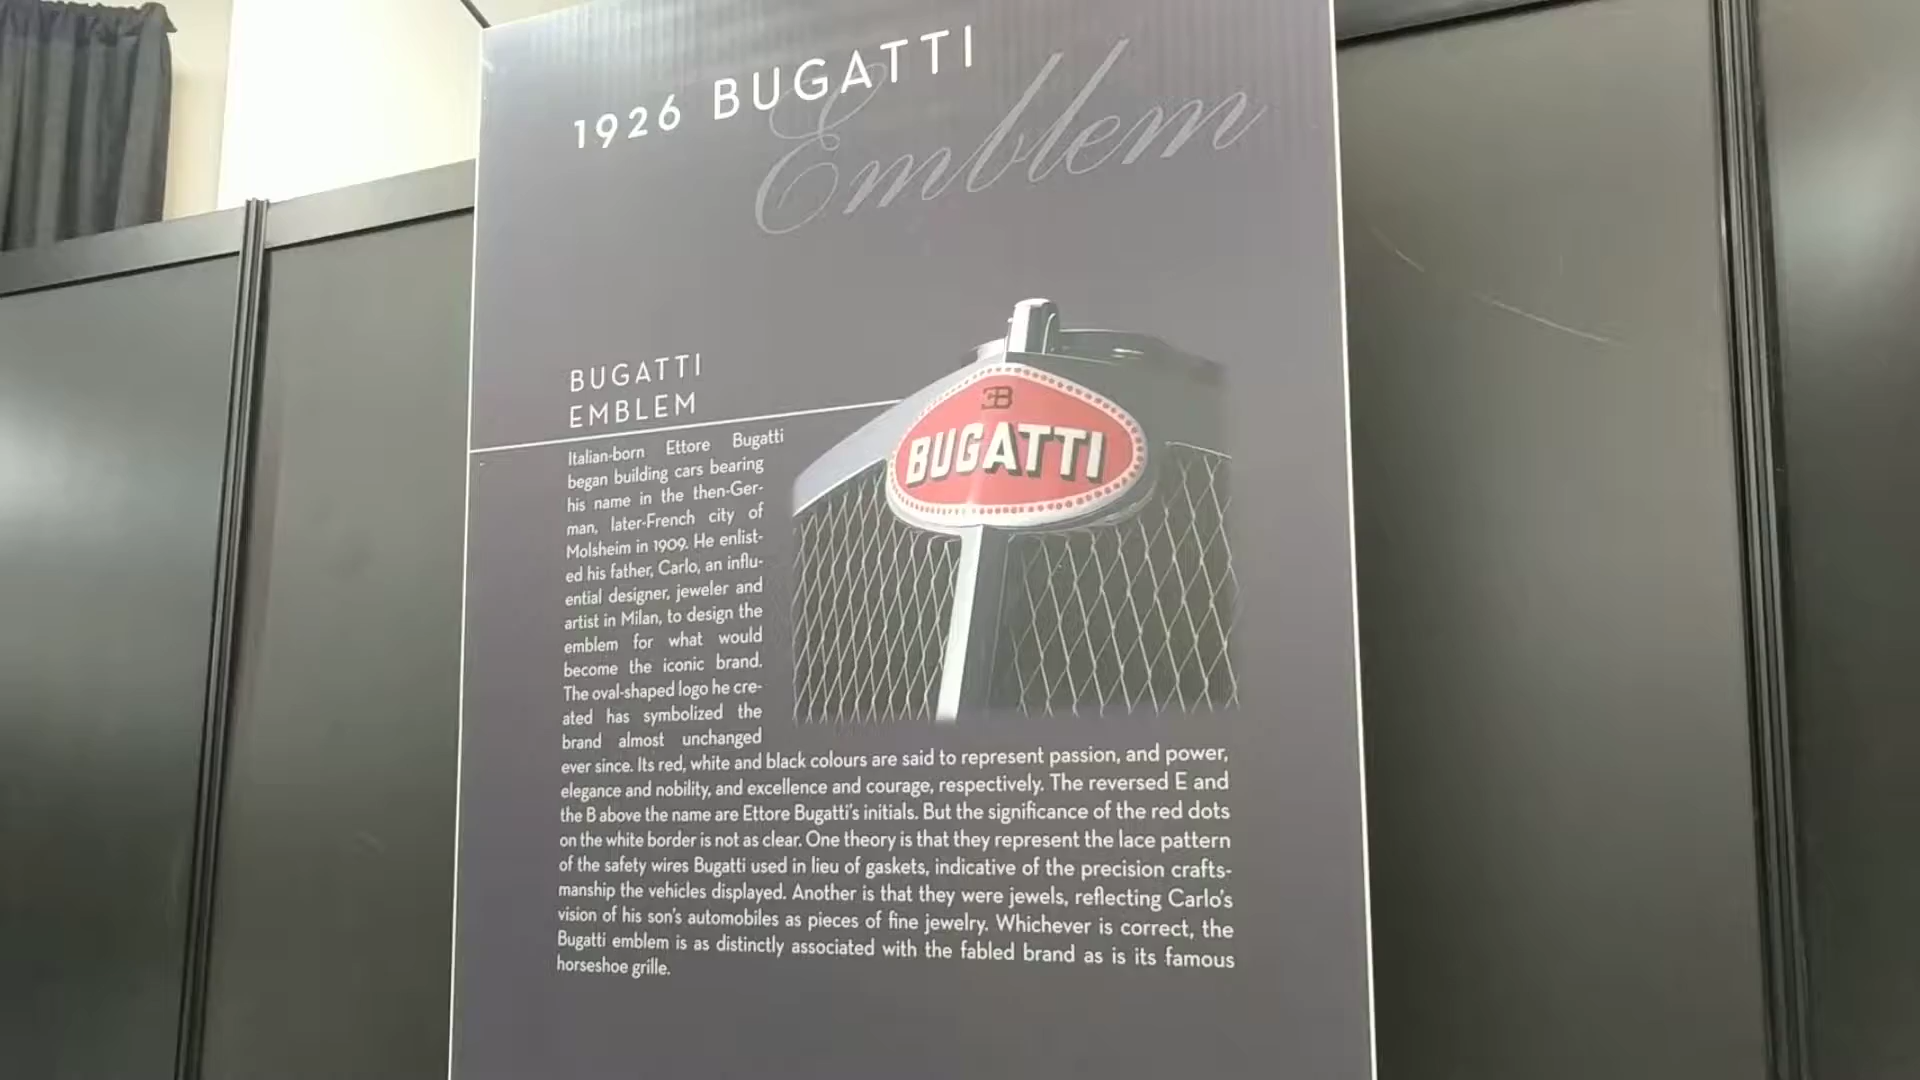 1926 BUGATTI
Emblem
BUGATTI
EMBLEM
Italian-born Ettore Bugatti
began building cars bearing
his name in the then-Ger-
man, later-French city of
Molsheim in 1909. He enlist-
ed his father, Carlo, an influ-
ential designer, jeweler and
artist in Milan, to design the
emblem for what would
become the iconic brand.
The oval-shaped logo he cre-
ated has symbolized the
brand almost unchanged
ever since. Its red, white and black colours are said to represent passion, and power,
elegance and nobility, and excellence and courage, respectively. The reversed E and
the B above the name are Ettore Bugatti's initials. But the significance of the red dots
on the white border is not as clear. One theory is that they represent the lace pattern
of the safety wires Bugatti used in lieu of gaskets, indicative of the precision crafts-
manship the vehicles displayed. Another is that they were jewels, reflecting Carlo's
vision of his son's automobiles as pieces of fine jewelry. Whichever is correct, the
Bugatti emblem is as distinctly associated with the fabled brand as is its famous
horseshoe grille.
EB
BUGATTI